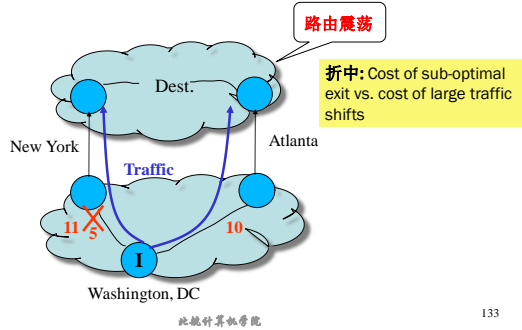 路由震荡
折中: Cost of sub-optimal
exit vs. cost of large traffic
shifts
Dest.
New York
Atlanta
Traffic
11
5
10
I
Washington, DC
北航计算机学院
133